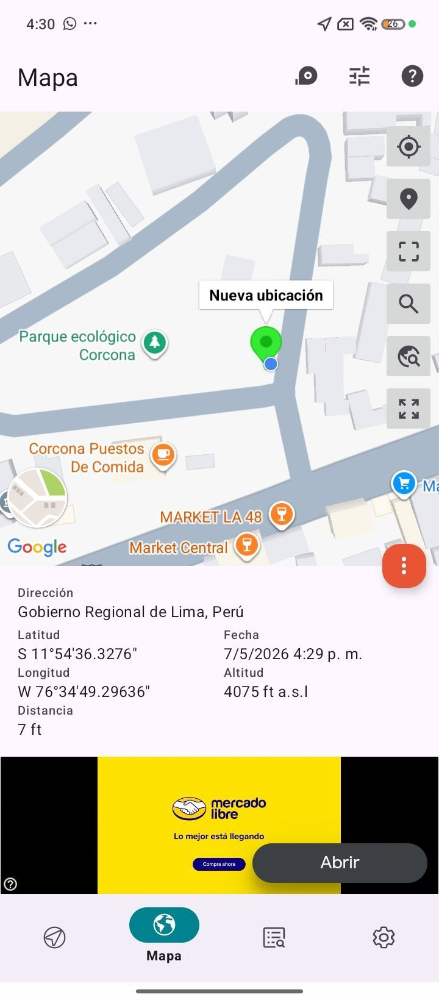 4:30
26
Mapa
Nueva ubicación
Parque ecológico
Corcona
Corcona Puestos
De Comida
MARKET LA 48
Market Central
Ma
Google
Dirección
Gobierno Regional de Lima, Perú
Latitud
S 11°54'36.3276"
Fecha
7/5/2026 4:29 p. m.
Longitud
W 76°34'49.29636"
Altitud
4075 ft a.s.l
Distancia
7 ft
mercado
libre
Lo mejor está llegando
Compra ahora
Abrir
Mapa